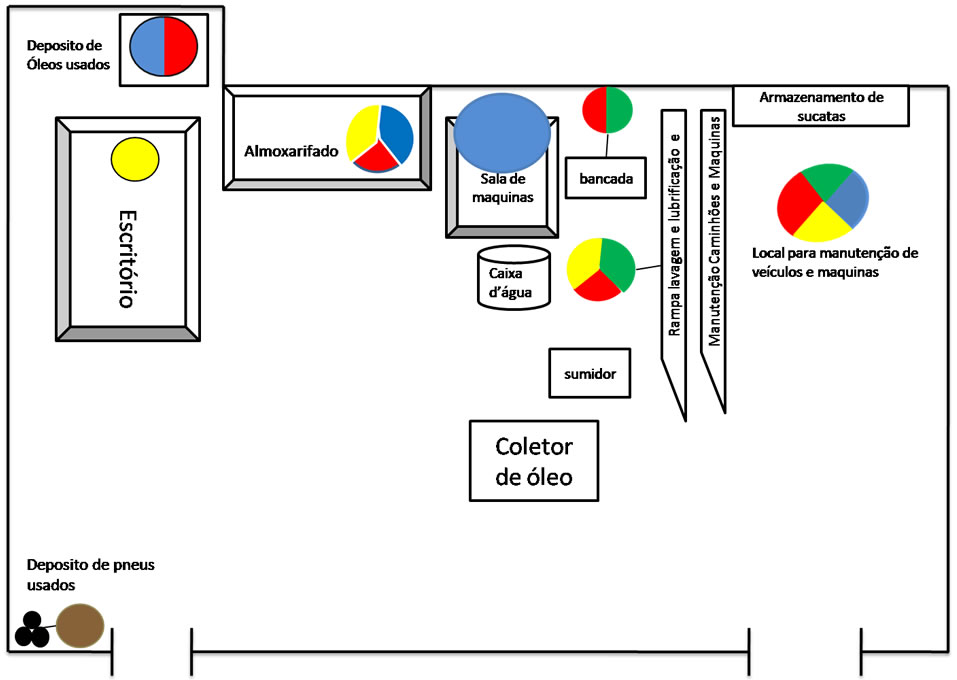 Deposito de
Óleos usados
Almoxarifado
Escritório
Sala de
maquinas
bancada
Caixa
d'água
Rampa lavagem e lubrificação e
Manutenção Caminhões e Maquinas
Armazenamento de
sucatas
Local para manutenção de
veículos e maquinas
sumidor
Coletor
de óleo
Deposito de pneus
usados